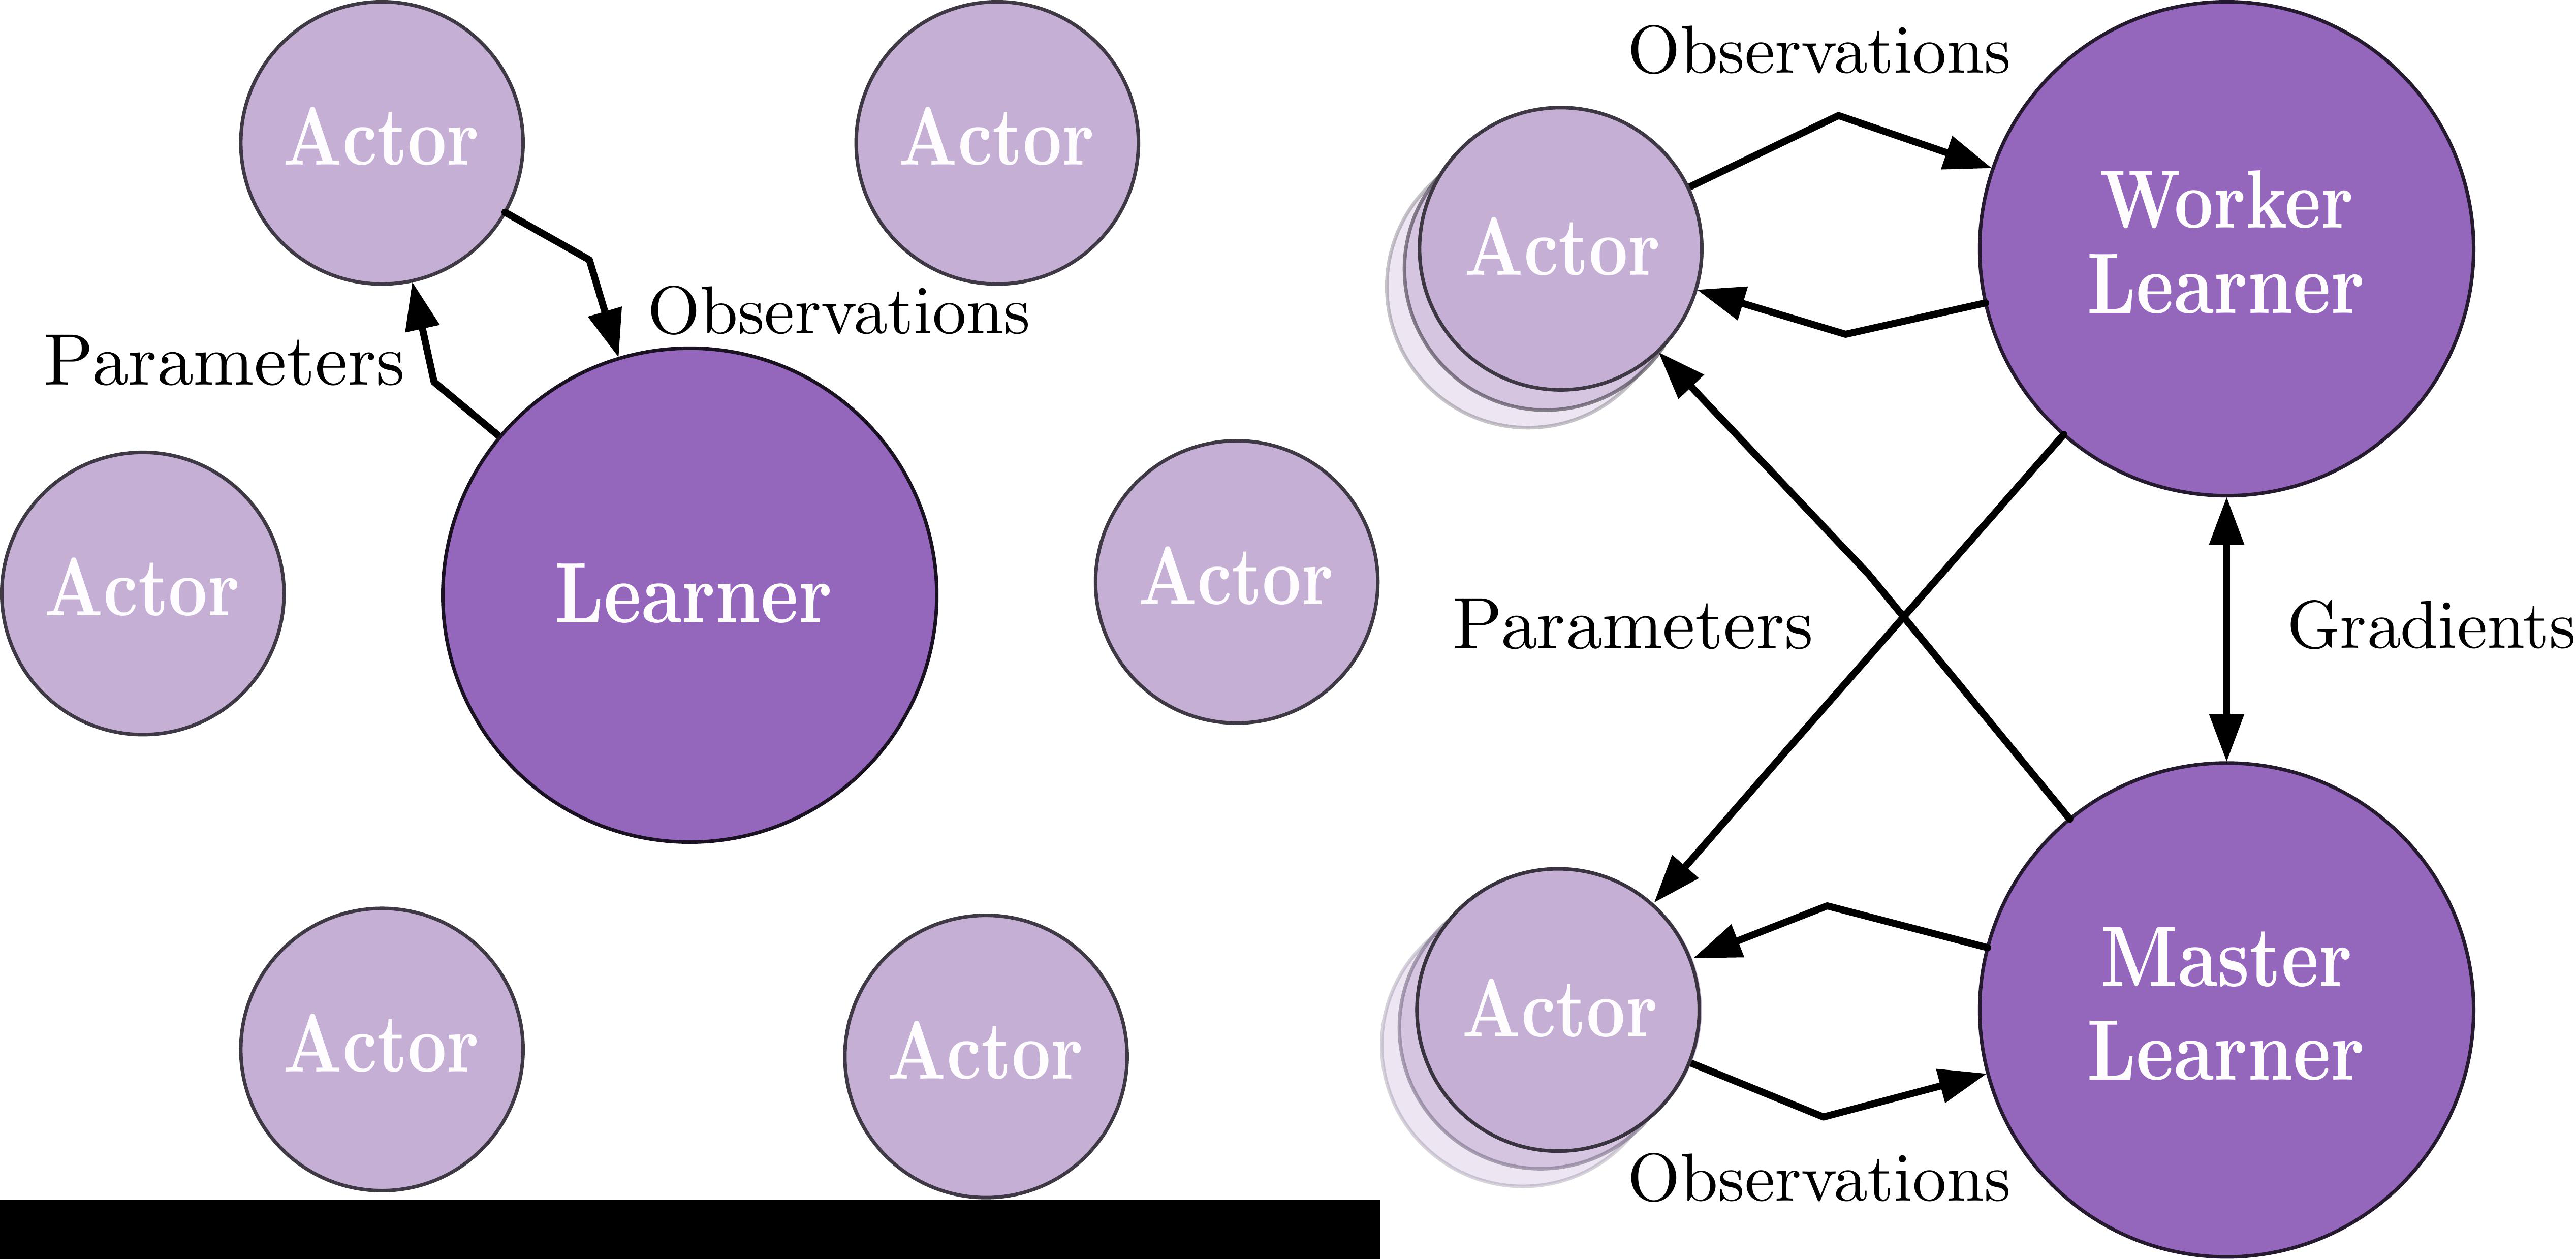 Actor
Actor
Observations
Parameters
Actor
Learner
Actor
Actor
Actor
Observations
Actor
Worker
Learner
Parameters
Gradients
Actor
Master
Learner
Observations